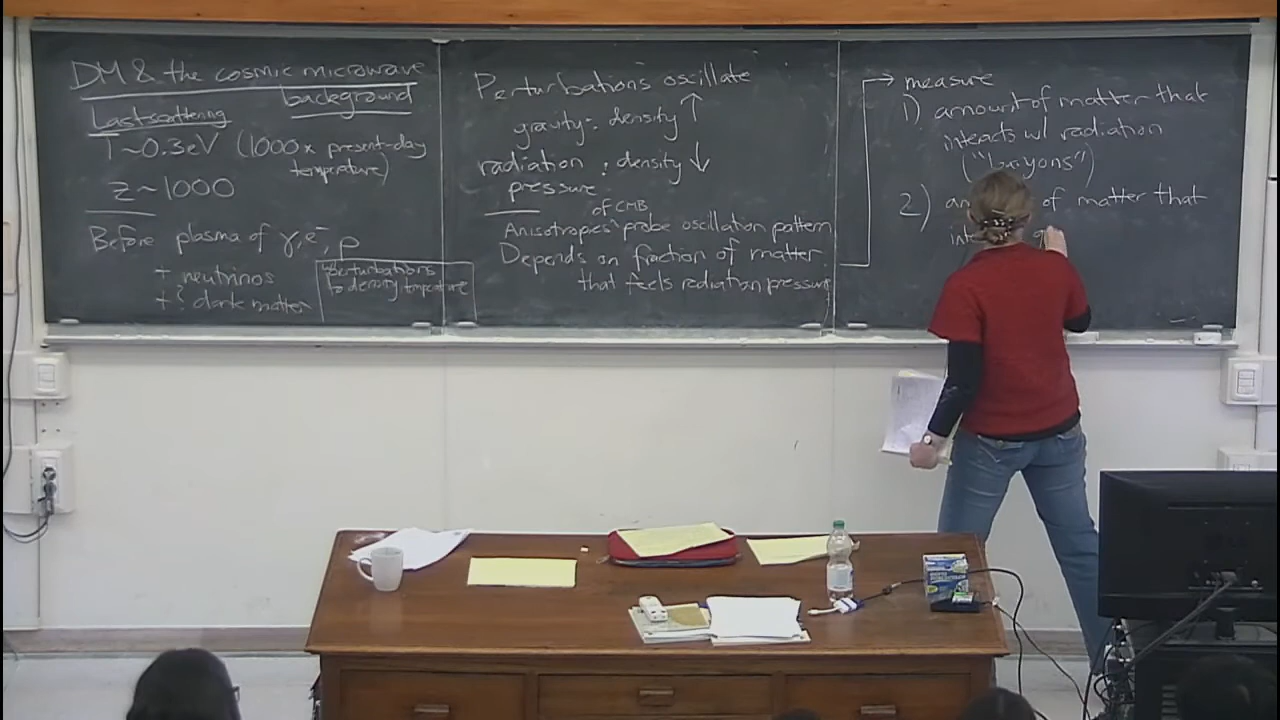 DM & the cosmic microwave
background
Last scattering
T ~ 0.3eV (1000 x present-day
temperature)
z ~ 1000
Before plasma of γ, e⁻, p
+ neutrinos
+? dark matter
perturbations
to density, temperature
Perturbations oscillate
gravity: density ↑
radiation : density ↓
pressure
of CMB
Anisotropies probe oscillation pattern
Depends on fraction of matter
that feels radiation pressure
→ measure
1) amount of matter that
interacts w/ radiation
("baryons")
2) of matter that